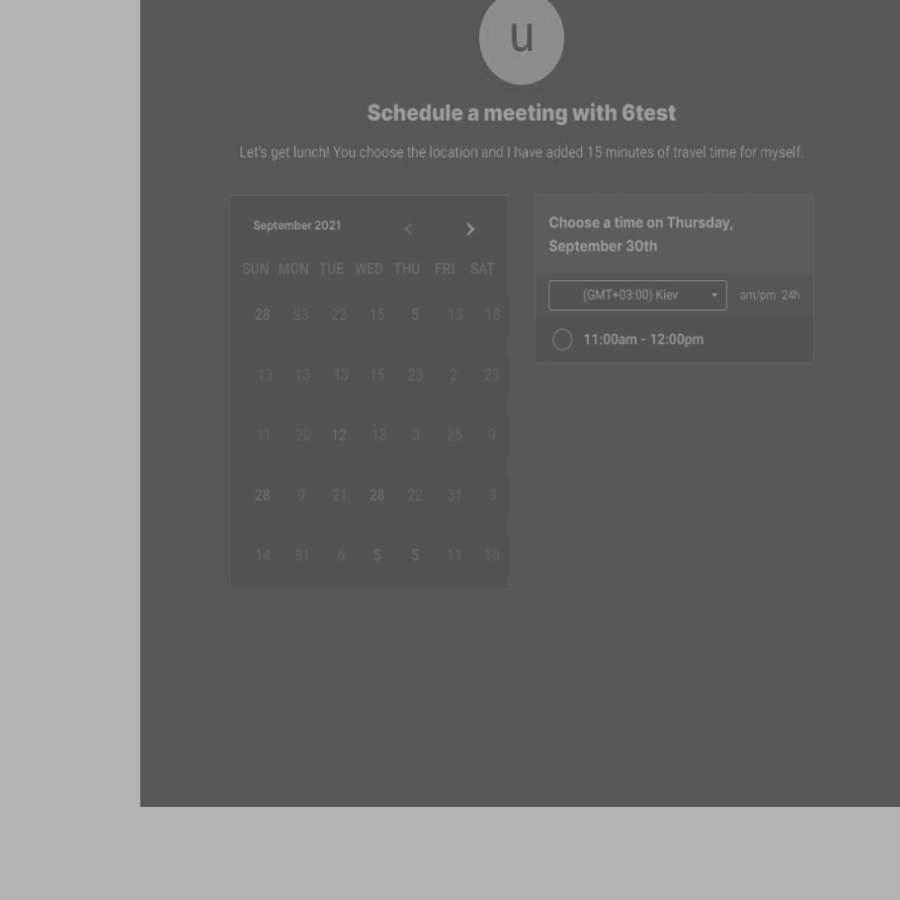 u
Schedule a meeting with 6test
Let's get lunch! You choose the location and I have added 15 minutes of travel time for myself.
September 2021
SUN MON TUE WED THU FRI SAT
28 23 22 15 5 13 18
13 13 13 15 23 2 23
11 20 12 13 3 25 9
28 9 21 28 22 31 3
14 31 6 5 5 11 16
Choose a time on Thursday,
September 30th
(GMT+03:00) Kiev am/pm 24h
11:00am - 12:00pm